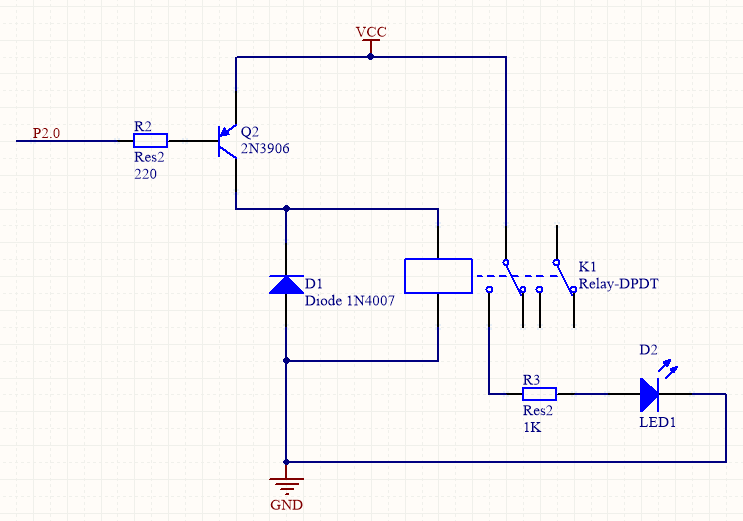 VCC
P2.0
R2
Res2
220
Q2
2N3906
D1
Diode 1N4007
K1
Relay-DPDT
D2
LED1
R3
Res2
1K
GND